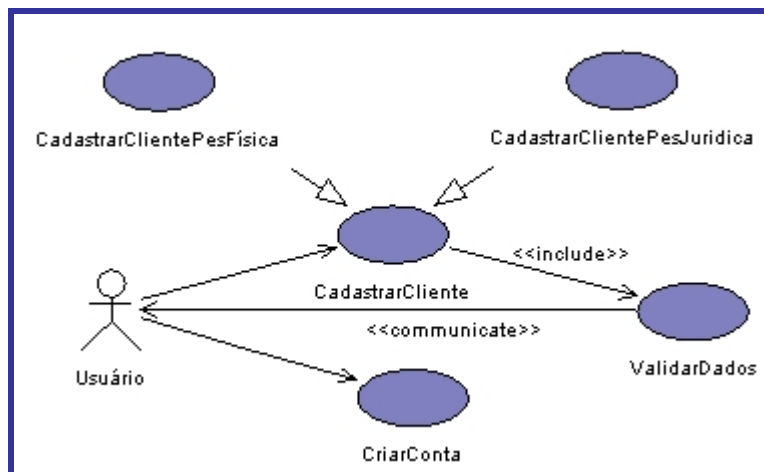 CadastrarClientePesFísica
CadastrarClientePesJuridica
<<include>>
CadastrarCliente
<<communicate>>
Usuário
ValidarDados
CriarConta